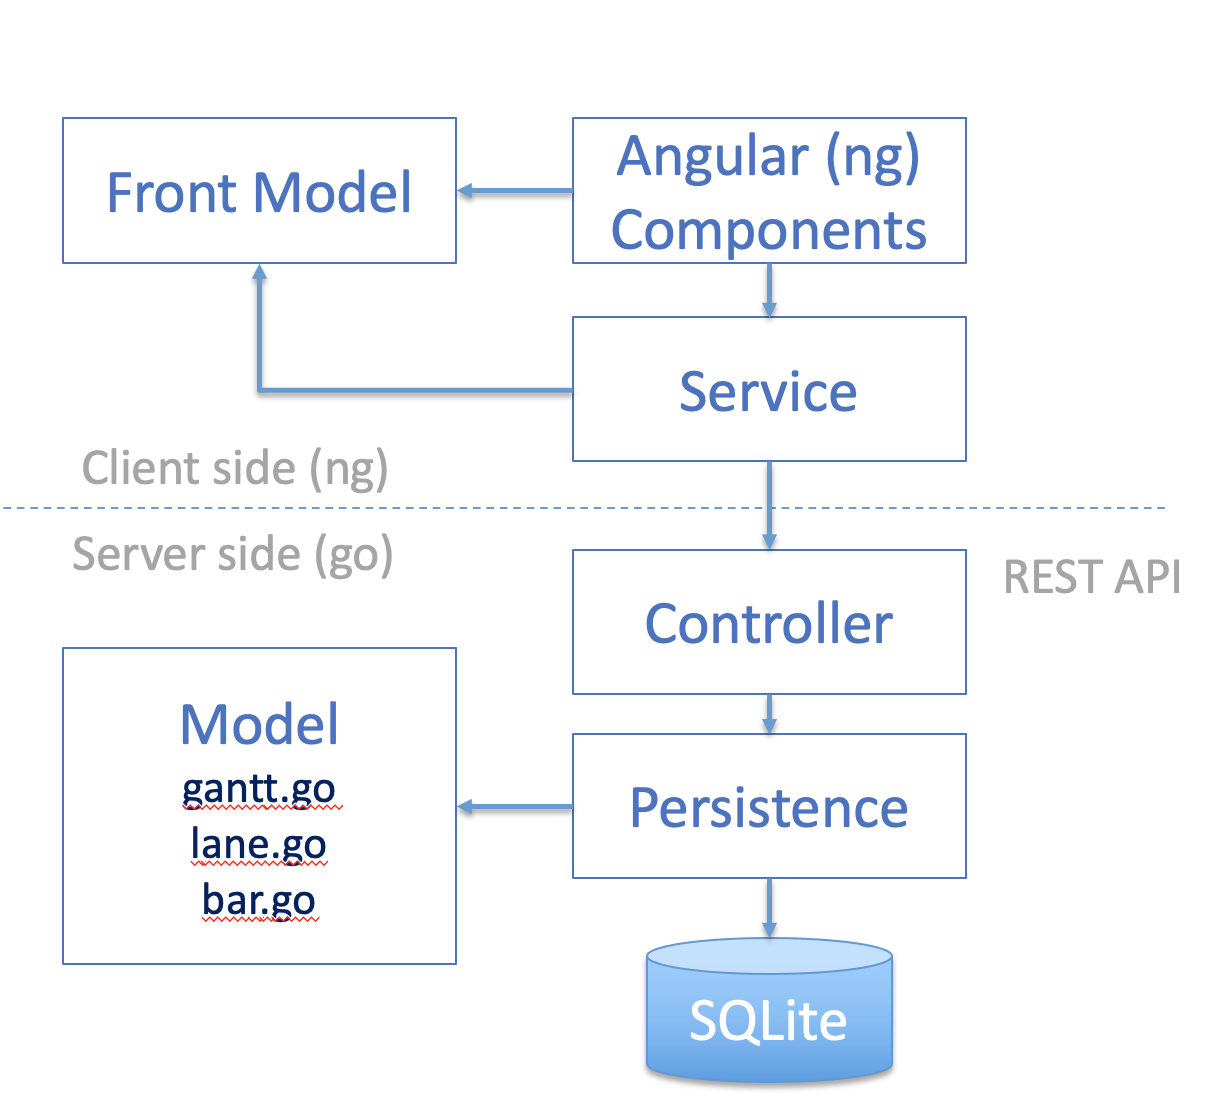 Front Model
Angular (ng)
Components
Service
Client side (ng)
Server side (go)
REST API
Controller
Model
gantt.go
lane.go
bar.go
Persistence
SQLite